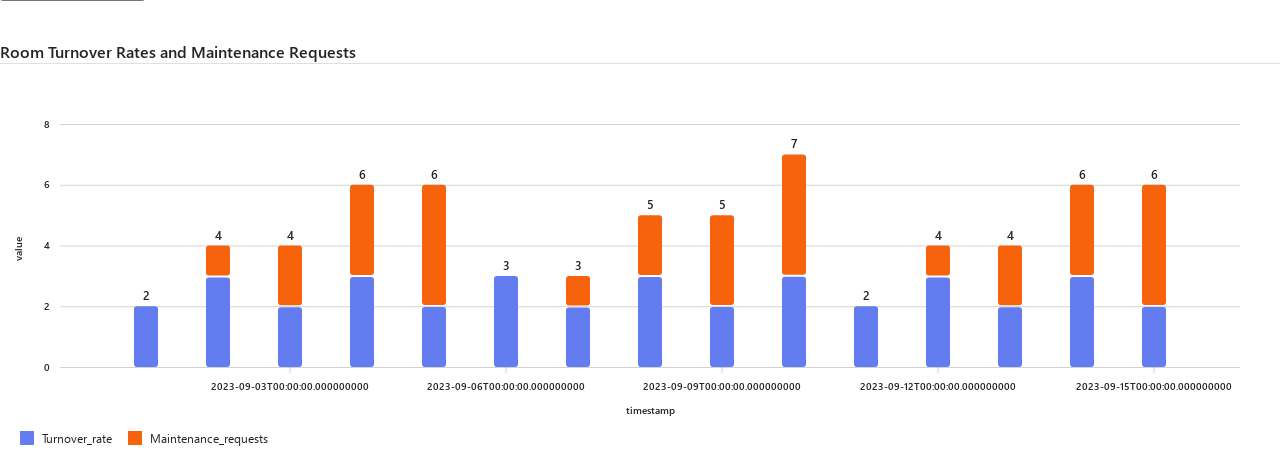 Room Turnover Rates and Maintenance Requests
8
7
6 6 6 6 6
5 5
4 4 4 4 4
3 3
2 2 2
0
value
2023-09-03T00:00:00.000000000 2023-09-06T00:00:00.000000000 2023-09-09T00:00:00.000000000 2023-09-12T00:00:00.000000000 2023-09-15T00:00:00.000000000
timestamp
Turnover_rate Maintenance_requests